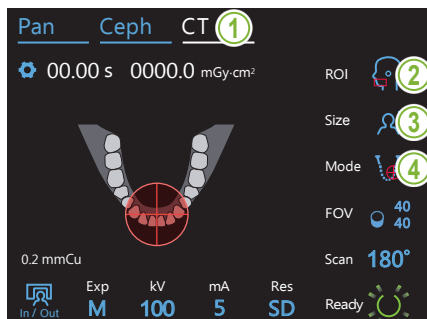 Pan Ceph CT 1
00.00 s 0000.0 mGy·cm²
ROI 2
Size 3
Mode 4
FOV 40
40
0.2 mmCu
Scan 180°
Exp kV mA Res
In / Out M 100 5 SD
Ready